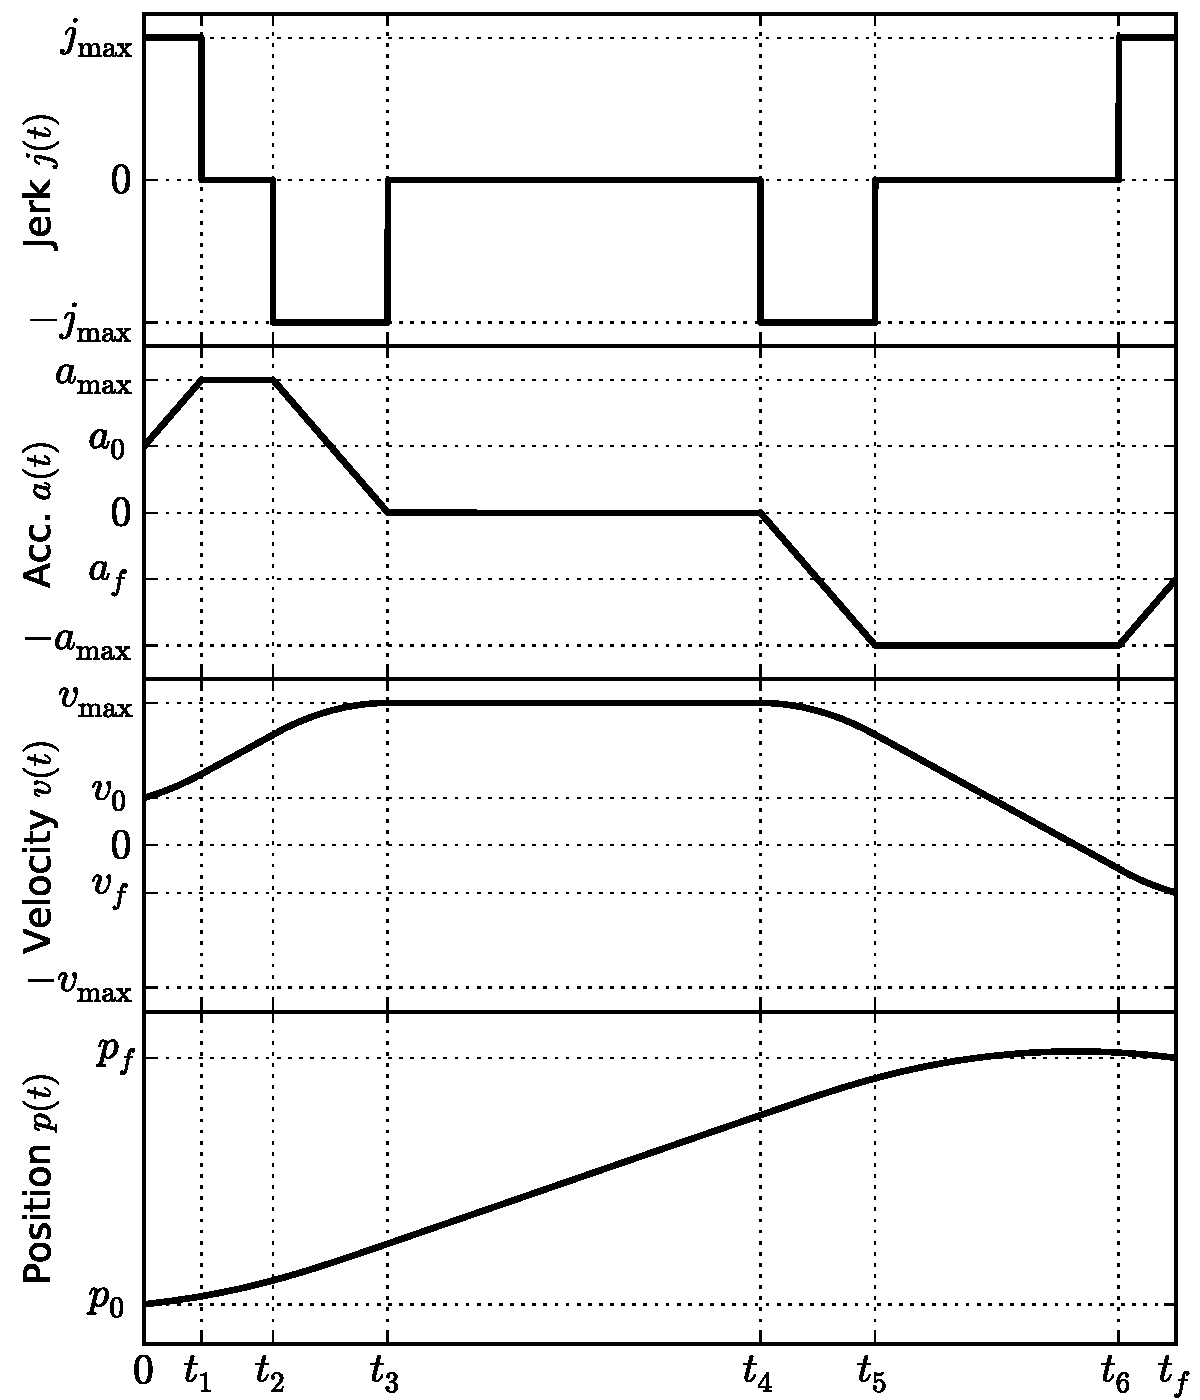 j_max
0
−j_max
Jerk j(t)
a_max
a_0
0
a_f
−a_max
Acc. a(t)
v_max
v_0
0
v_f
−v_max
Velocity v(t)
p_f
p_0
Position p(t)
0 t_1 t_2 t_3 t_4 t_5 t_6 t_f